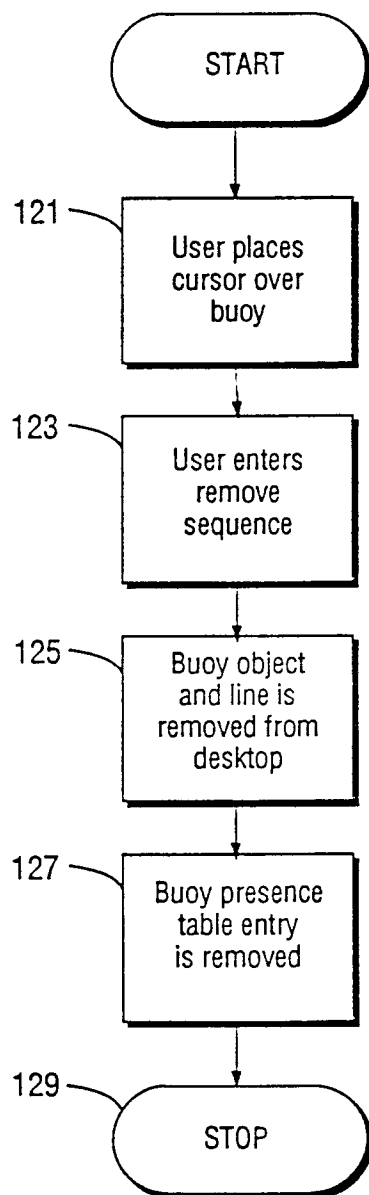 START
121
User places
cursor over
buoy
123
User enters
remove
sequence
125
Buoy object
and line is
removed from
desktop
127
Buoy presence
table entry
is removed
129
STOP